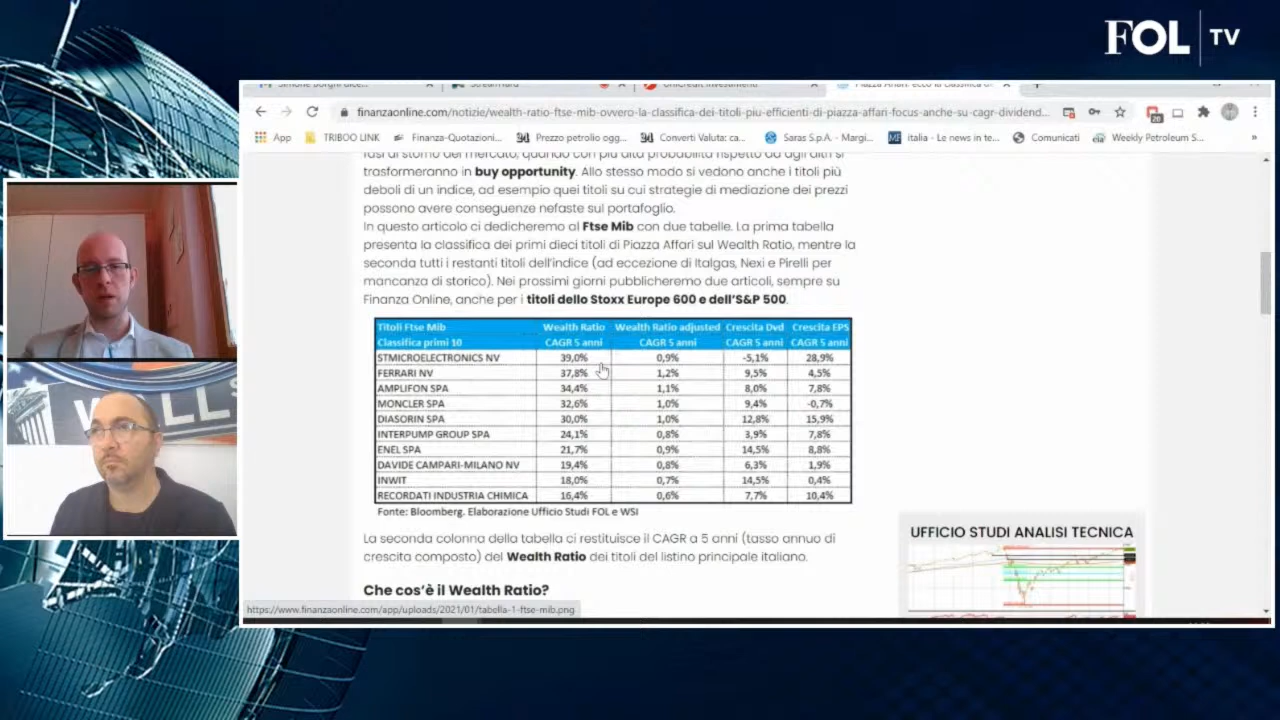 FOL TV
WALLS
finanzaonline.com/notizie/wealth-ratio-ftse-mib-ovvero-la-classifica-dei-titoli-piu-efficienti-di-piazza-affari-focus-anche-su-cagr-dividend...
28
App TRIBOO LINK Finanza-Quotazioni... Prezzo petrolio ogg... Converti Valuta: ca... Saras S.p.A. - Margi... italia - Le news in te... Comunicati Weekly Petroleum S... »
fasi di storno del mercato, quando con più alta probabilità rispetto ad agli altri si
trasformeranno in buy opportunity. Allo stesso modo si vedono anche i titoli più
deboli di un indice, ad esempio quei titoli su cui strategie di mediazione dei prezzi
possono avere conseguenze nefaste sul portafoglio.
In questo articolo ci dedicheremo al Ftse Mib con due tabelle. La prima tabella
presenta la classifica dei primi dieci titoli di Piazza Affari sul Wealth Ratio, mentre la
seconda tutti i restanti titoli dell'indice (ad eccezione di Italgas, Nexi e Pirelli per
mancanza di storico). Nei prossimi giorni pubblicheremo due articoli, sempre su
Finanza Online, anche per i titoli dello Stoxx Europe 600 e dell'S&P 500.
Titoli Ftse Mib Wealth Ratio Wealth Ratio adjusted Crescita Dvd Crescita EPS
Classifica primi 10 CAGR 5 anni CAGR 5 anni CAGR 5 anni CAGR 5 anni
STMICROELECTRONICS NV 39,0% 0,9% -5,1% 28,9%
FERRARI NV 37,8% 1,2% 9,5% 4,5%
AMPLIFON SPA 34,4% 1,1% 8,0% 7,8%
MONCLER SPA 32,6% 1,0% 9,4% -0,7%
DIASORIN SPA 30,0% 1,0% 12,8% 15,9%
INTERPUMP GROUP SPA 24,1% 0,8% 3,9% 7,8%
ENEL SPA 21,7% 0,9% 14,5% 8,8%
DAVIDE CAMPARI-MILANO NV 19,4% 0,8% 6,3% 1,9%
INWIT 18,0% 0,7% 14,5% 0,4%
RECORDATI INDUSTRIA CHIMICA 16,4% 0,6% 7,7% 10,4%
Fonte: Bloomberg. Elaborazione Ufficio Studi FOL e WSI
La seconda colonna della tabella ci restituisce il CAGR a 5 anni (tasso annuo di
crescita composto) del Wealth Ratio dei titoli del listino principale italiano.
Che cos'è il Wealth Ratio?
UFFICIO STUDI ANALISI TECNICA
https://www.finanzaonline.com/app/uploads/2021/01/tabella-1-ftse-mib.png